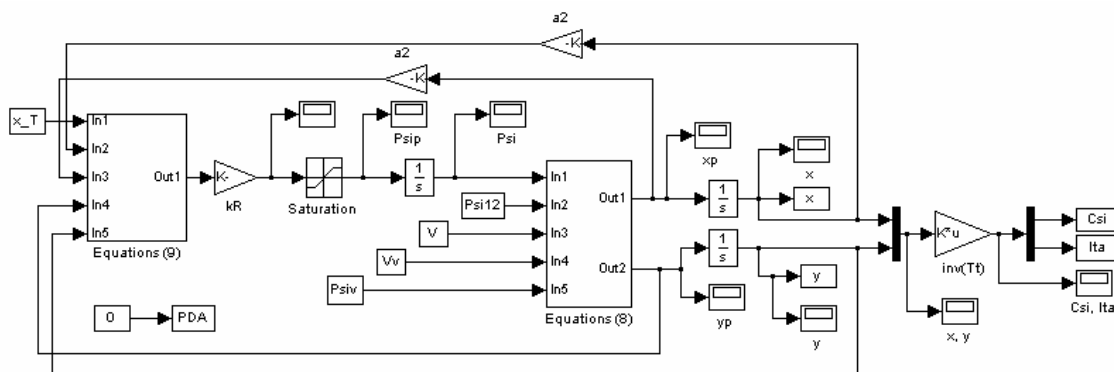 a2
-K
a2
-K
x_T
In1
In2
In3
In4
In5
Out1
Equations (9)
K-
kR
Saturation
Psip
1
s
Psi
Psi12
V
Vv
Psiv
In1
In2
In3
In4
In5
Out1
Out2
Equations (8)
xp
1
s
x
x
1
s
yp
y
y
K*u
inv(Tt)
x, y
Csi
Ita
Csi, Ita
0
PDA